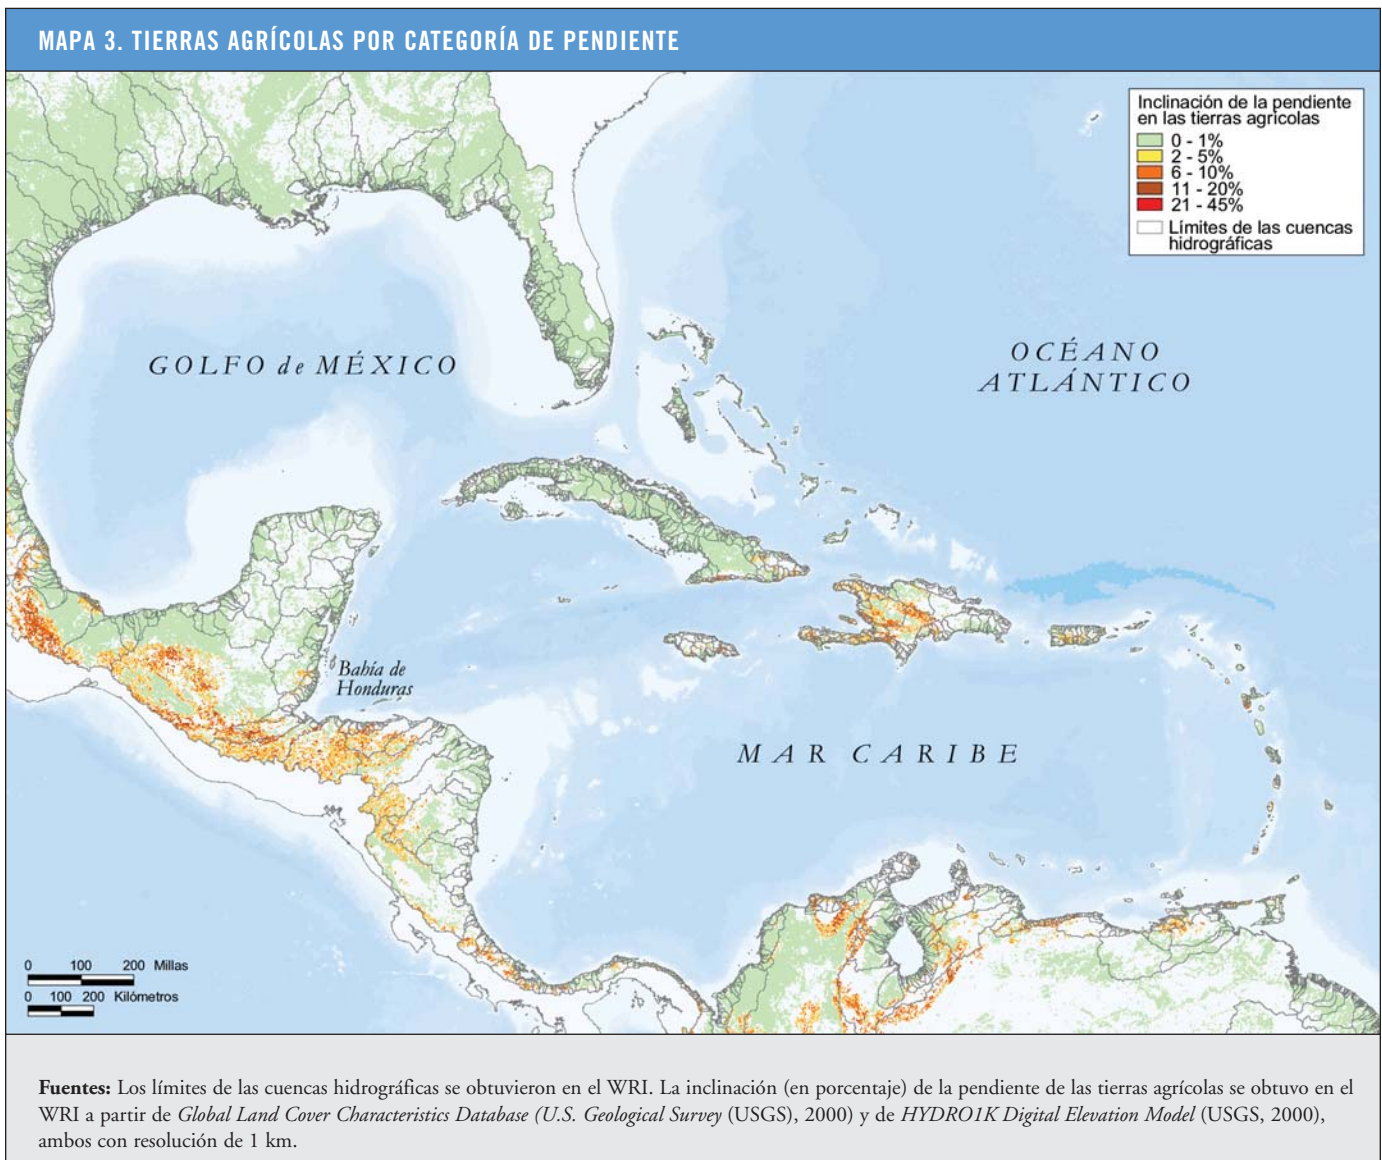 MAPA 3. TIERRAS AGRÍCOLAS POR CATEGORÍA DE PENDIENTE
Inclinación de la pendiente
en las tierras agrícolas
0 - 1%
2 - 5%
6 - 10%
11 - 20%
21 - 45%
Límites de las cuencas
hidrográficas
GOLFO de MÉXICO
OCÉANO
ATLÁNTICO
Bahía de
Honduras
MAR CARIBE
0 100 200 Millas
0 100 200 Kilómetros
Fuentes: Los límites de las cuencas hidrográficas se obtuvieron en el WRI. La inclinación (en porcentaje) de la pendiente de las tierras agrícolas se obtuvo en el
WRI a partir de Global Land Cover Characteristics Database (U.S. Geological Survey (USGS), 2000) y de HYDRO1K Digital Elevation Model (USGS, 2000),
ambos con resolución de 1 km.